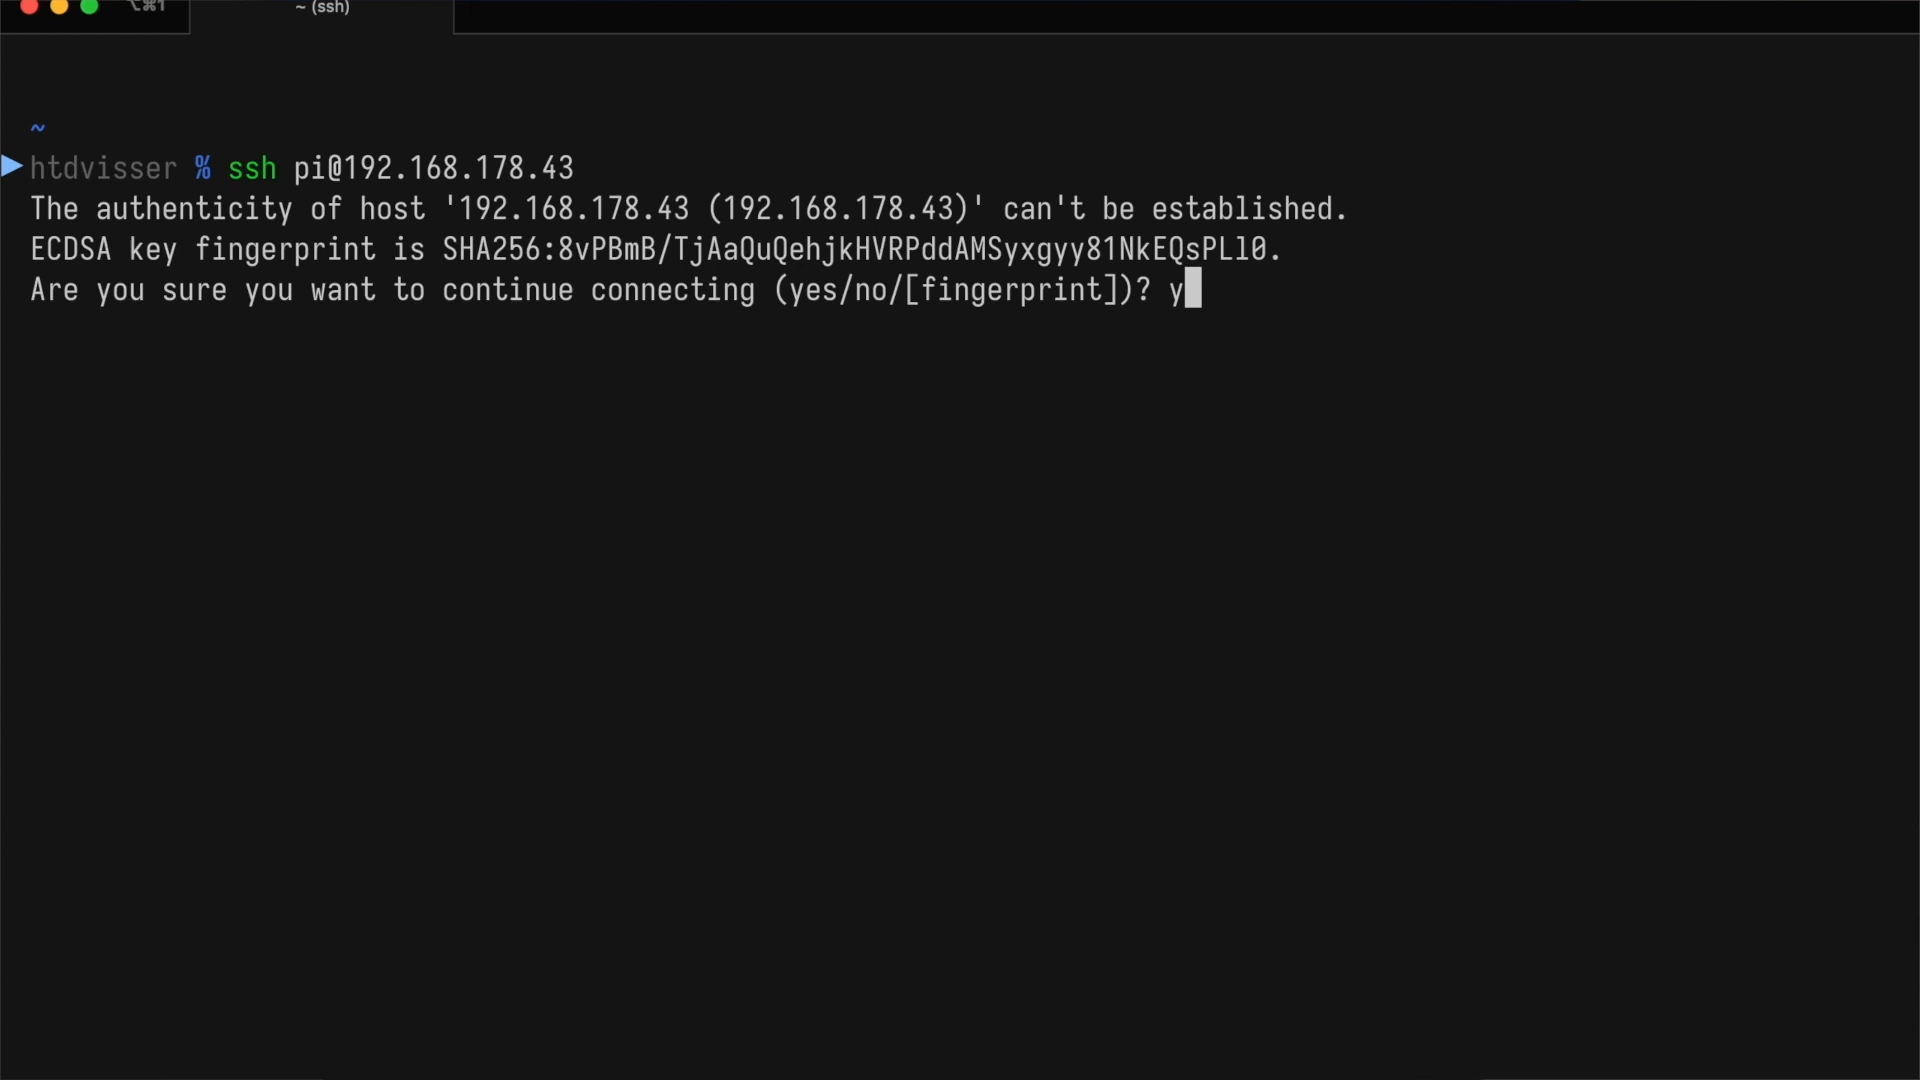 ⌥⌘1
~ (ssh)
~
htdvisser % ssh pi@192.168.178.43
The authenticity of host '192.168.178.43 (192.168.178.43)' can't be established.
ECDSA key fingerprint is SHA256:8vPBmB/TjAaQuQehjkHVRPddAMSyxgyy81NkEQsPLl0.
Are you sure you want to continue connecting (yes/no/[fingerprint])? y